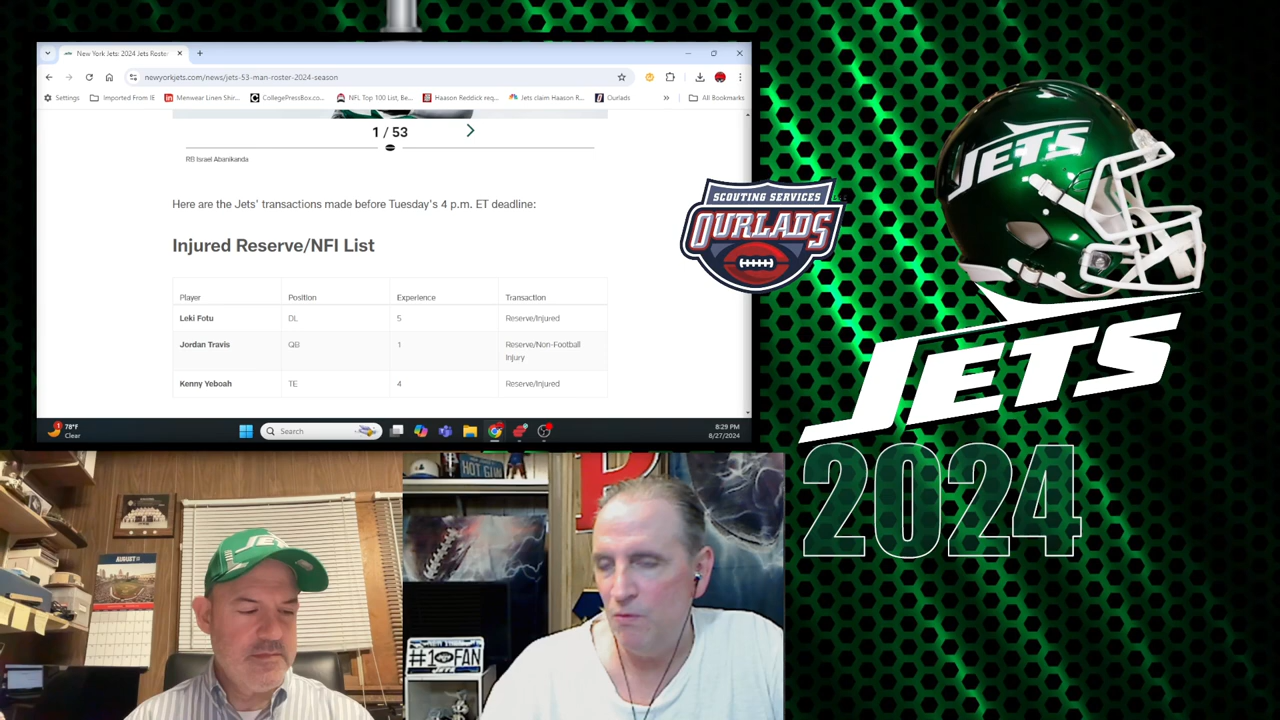 New York Jets: 2024 Jets Roster
newyorkjets.com/news/jets-53-man-roster-2024-season
Settings
Imported From IE
Menwear Linen Shir...
CollegePressBox.co...
NFL Top 100 List, Be...
Haason Reddick req...
Jets claim Haason R...
Ourlads
All Bookmarks
1 / 53
RB Israel Abanikanda
Here are the Jets' transactions made before Tuesday's 4 p.m. ET deadline:
Injured Reserve/NFI List
Player Position Experience Transaction
Leki Fotu DL 5 Reserve/Injured
Jordan Travis QB 1 Reserve/Non-Football
Injury
Kenny Yeboah TE 4 Reserve/Injured
78°F
Clear
Search
8:29 PM
8/27/2024
SCOUTING SERVICES
OURLADS
JETS
JETS
2024
AUGUST
JETS
HOT GUN
#1 FAN